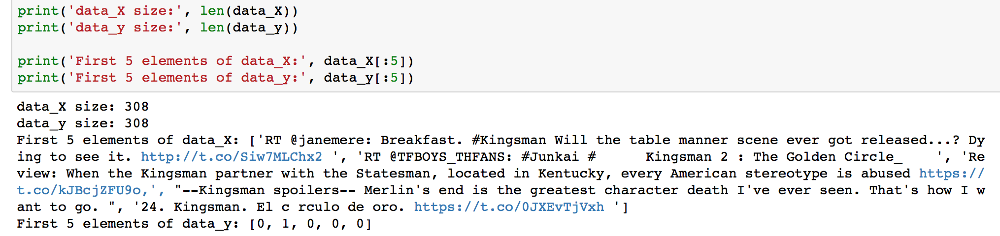 print('data_X size:', len(data_X))
print('data_y size:', len(data_y))
print('First 5 elements of data_X:', data_X[:5])
print('First 5 elements of data_y:', data_y[:5])
data_X size: 308
data_y size: 308
First 5 elements of data_X: ['RT @janemere: Breakfast. #Kingsman Will the table manner scene ever got released...? Dy
ing to see it. http://t.co/Siw7MLChx2 ', 'RT @TFBOYS_THFANS: #Junkai #      Kingsman 2 : The Golden Circle_    ', 'Re
view: When the Kingsman partner with the Statesman, located in Kentucky, every American stereotype is abused https://
t.co/kJBcjZFU9o,', "--Kingsman spoilers-- Merlin's end is the greatest character death I've ever seen. That's how I w
ant to go. ", '24. Kingsman. El c rculo de oro. https://t.co/0JXEvTjVxh ']
First 5 elements of data_y: [0, 1, 0, 0, 0]